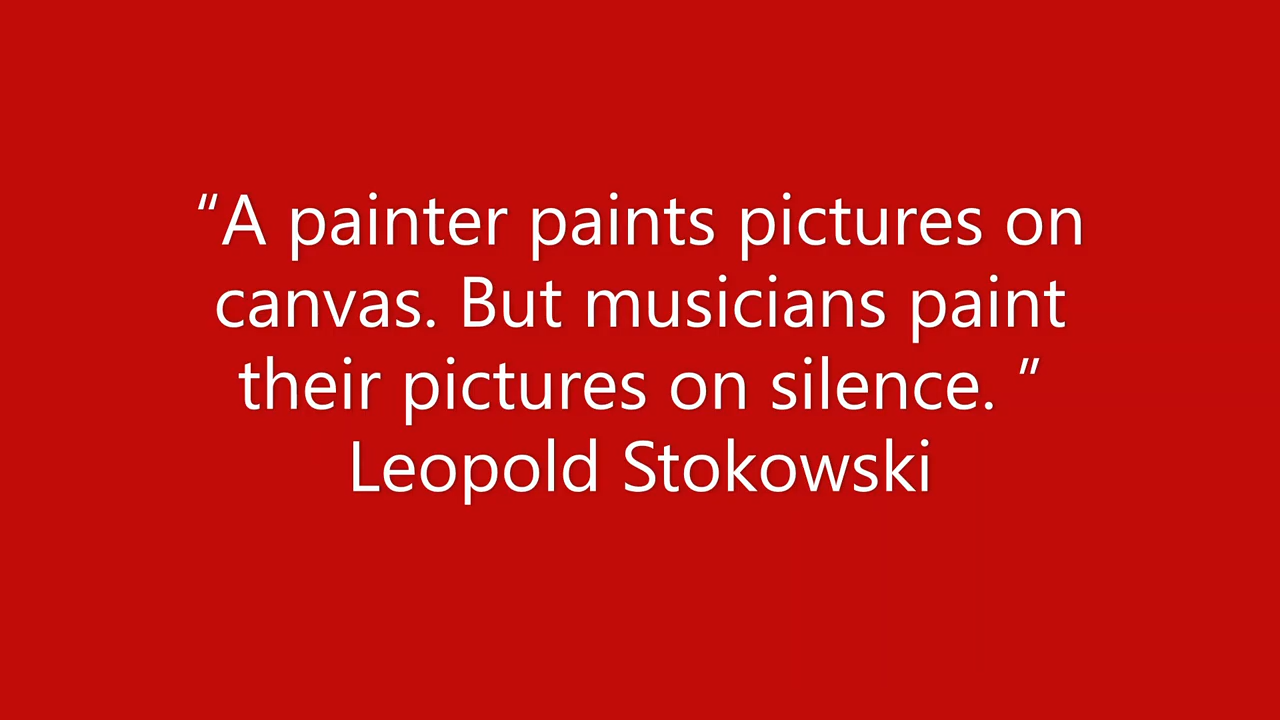 “A painter paints pictures on
canvas. But musicians paint
their pictures on silence. ”
Leopold Stokowski